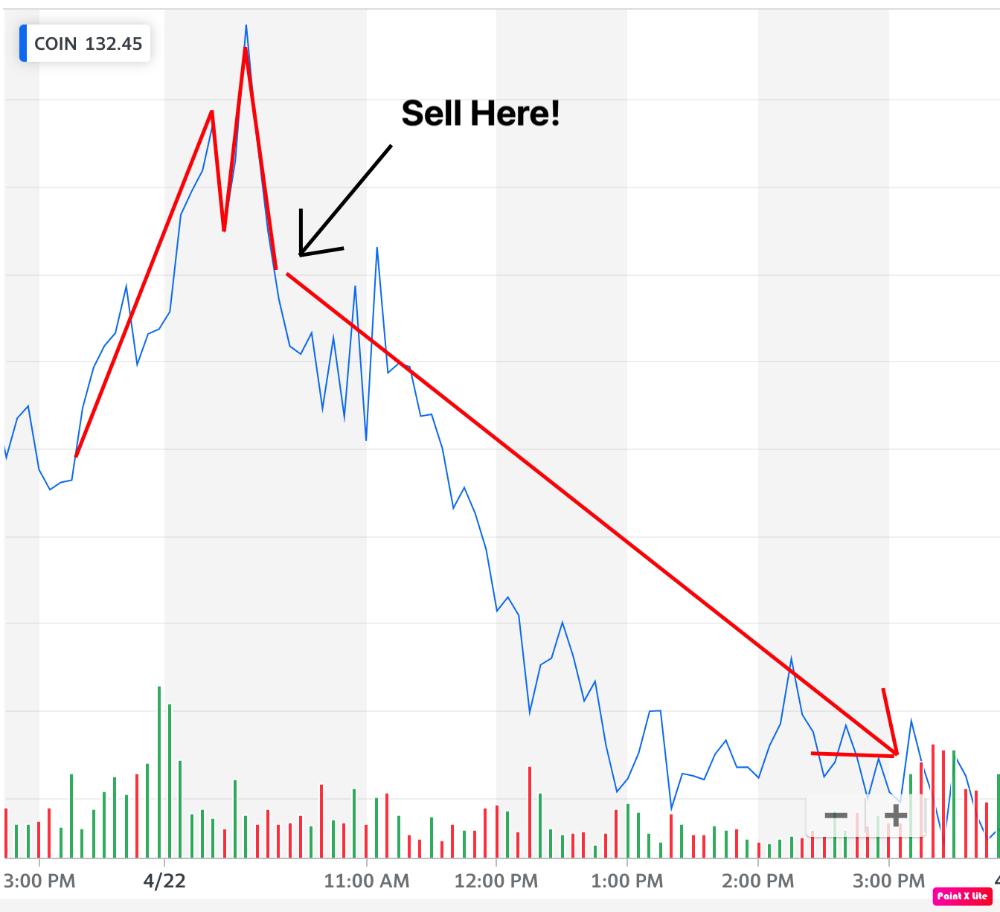 COIN 132.45
Sell Here!
3:00 PM 4/22 11:00 AM 12:00 PM 1:00 PM 2:00 PM 3:00 PM
Paint X Lite